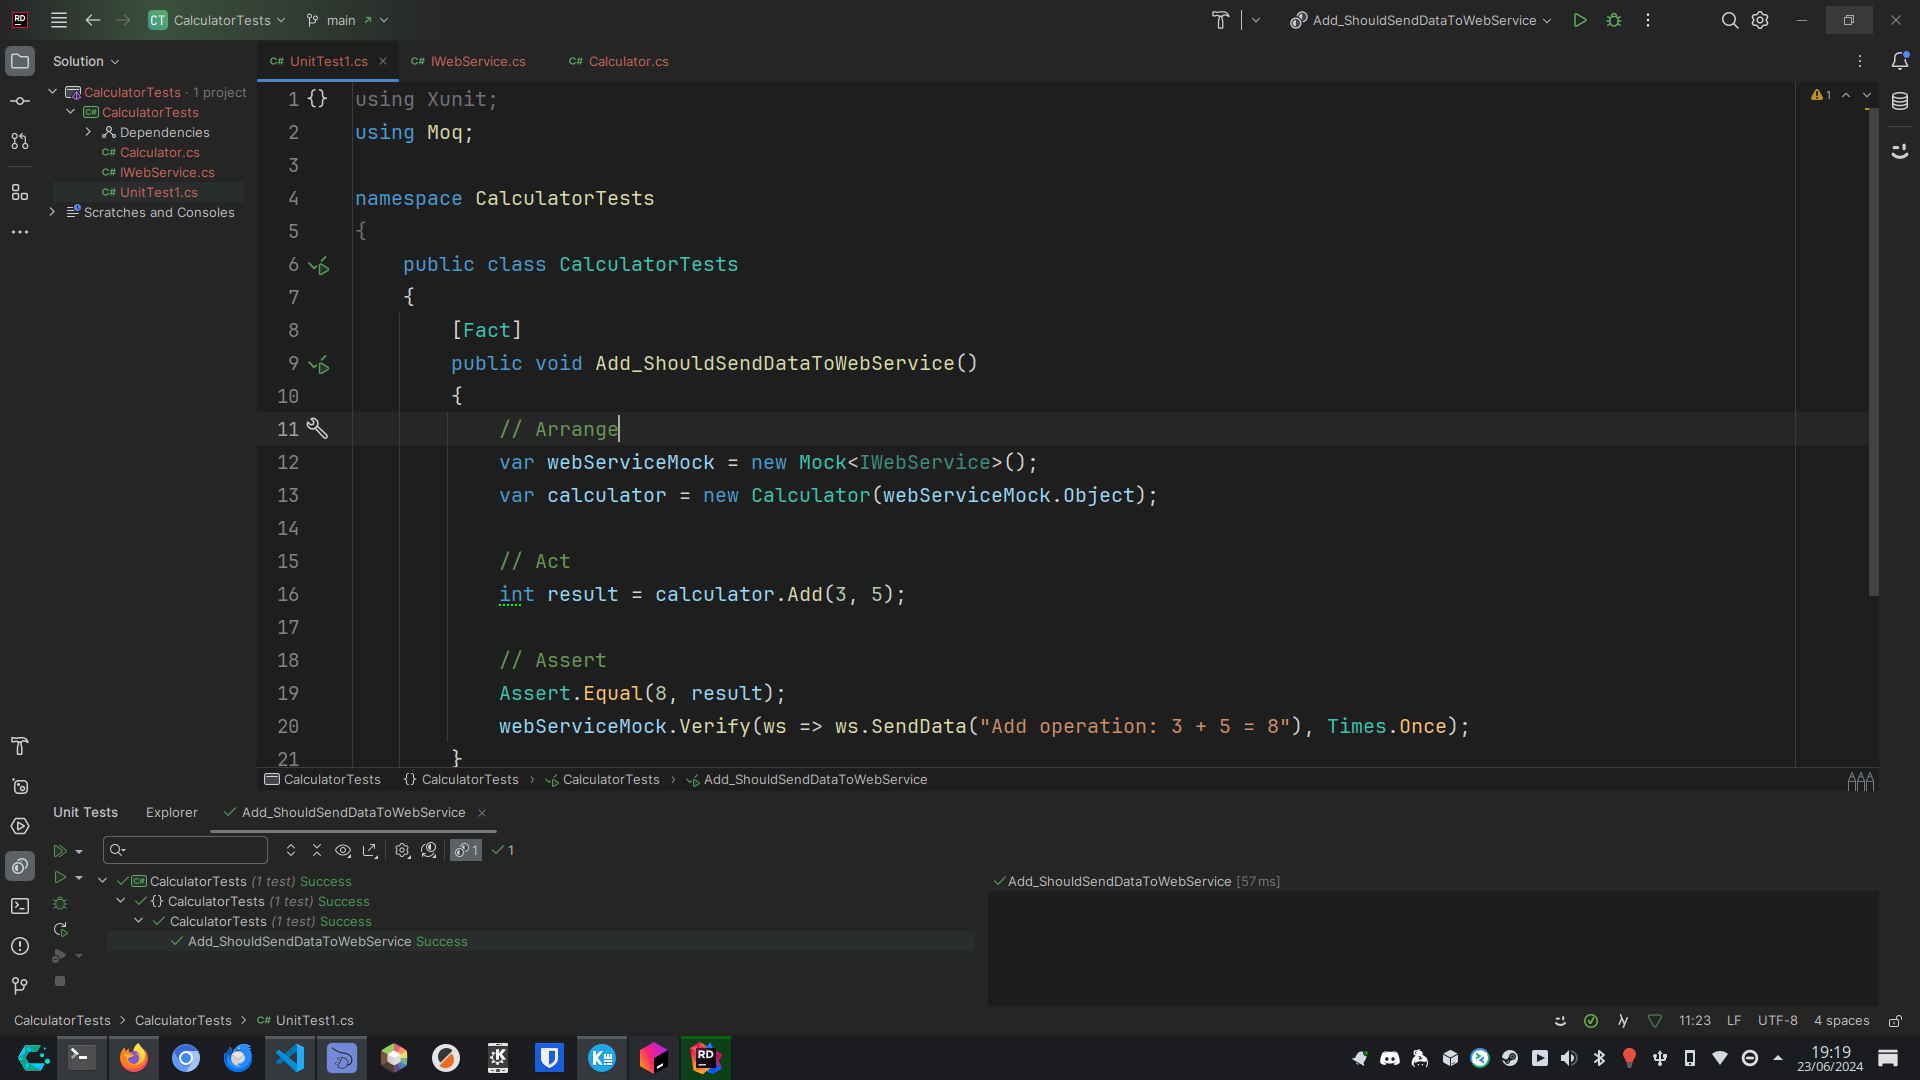 RD
CT CalculatorTests
main
Add_ShouldSendDataToWebService
Solution
C# UnitTest1.cs
C# IWebService.cs
C# Calculator.cs
CalculatorTests · 1 project
C# CalculatorTests
Dependencies
C# Calculator.cs
C# IWebService.cs
C# UnitTest1.cs
Scratches and Consoles
1
1 {} using Xunit;
2 using Moq;
3
4 namespace CalculatorTests
5 {
6 public class CalculatorTests
7 {
8 [Fact]
9 public void Add_ShouldSendDataToWebService()
10 {
11 // Arrange
12 var webServiceMock = new Mock<IWebService>();
13 var calculator = new Calculator(webServiceMock.Object);
14
15 // Act
16 int result = calculator.Add(3, 5);
17
18 // Assert
19 Assert.Equal(8, result);
20 webServiceMock.Verify(ws => ws.SendData("Add operation: 3 + 5 = 8"), Times.Once);
21 }
CalculatorTests {} CalculatorTests › CalculatorTests › Add_ShouldSendDataToWebService
Unit Tests Explorer Add_ShouldSendDataToWebService
1 1
C# CalculatorTests (1 test) Success
{} CalculatorTests (1 test) Success
CalculatorTests (1 test) Success
Add_ShouldSendDataToWebService Success
Add_ShouldSendDataToWebService [57 ms]
CalculatorTests › CalculatorTests › C# UnitTest1.cs
11:23 LF UTF-8 4 spaces
RD
19:19
23/06/2024